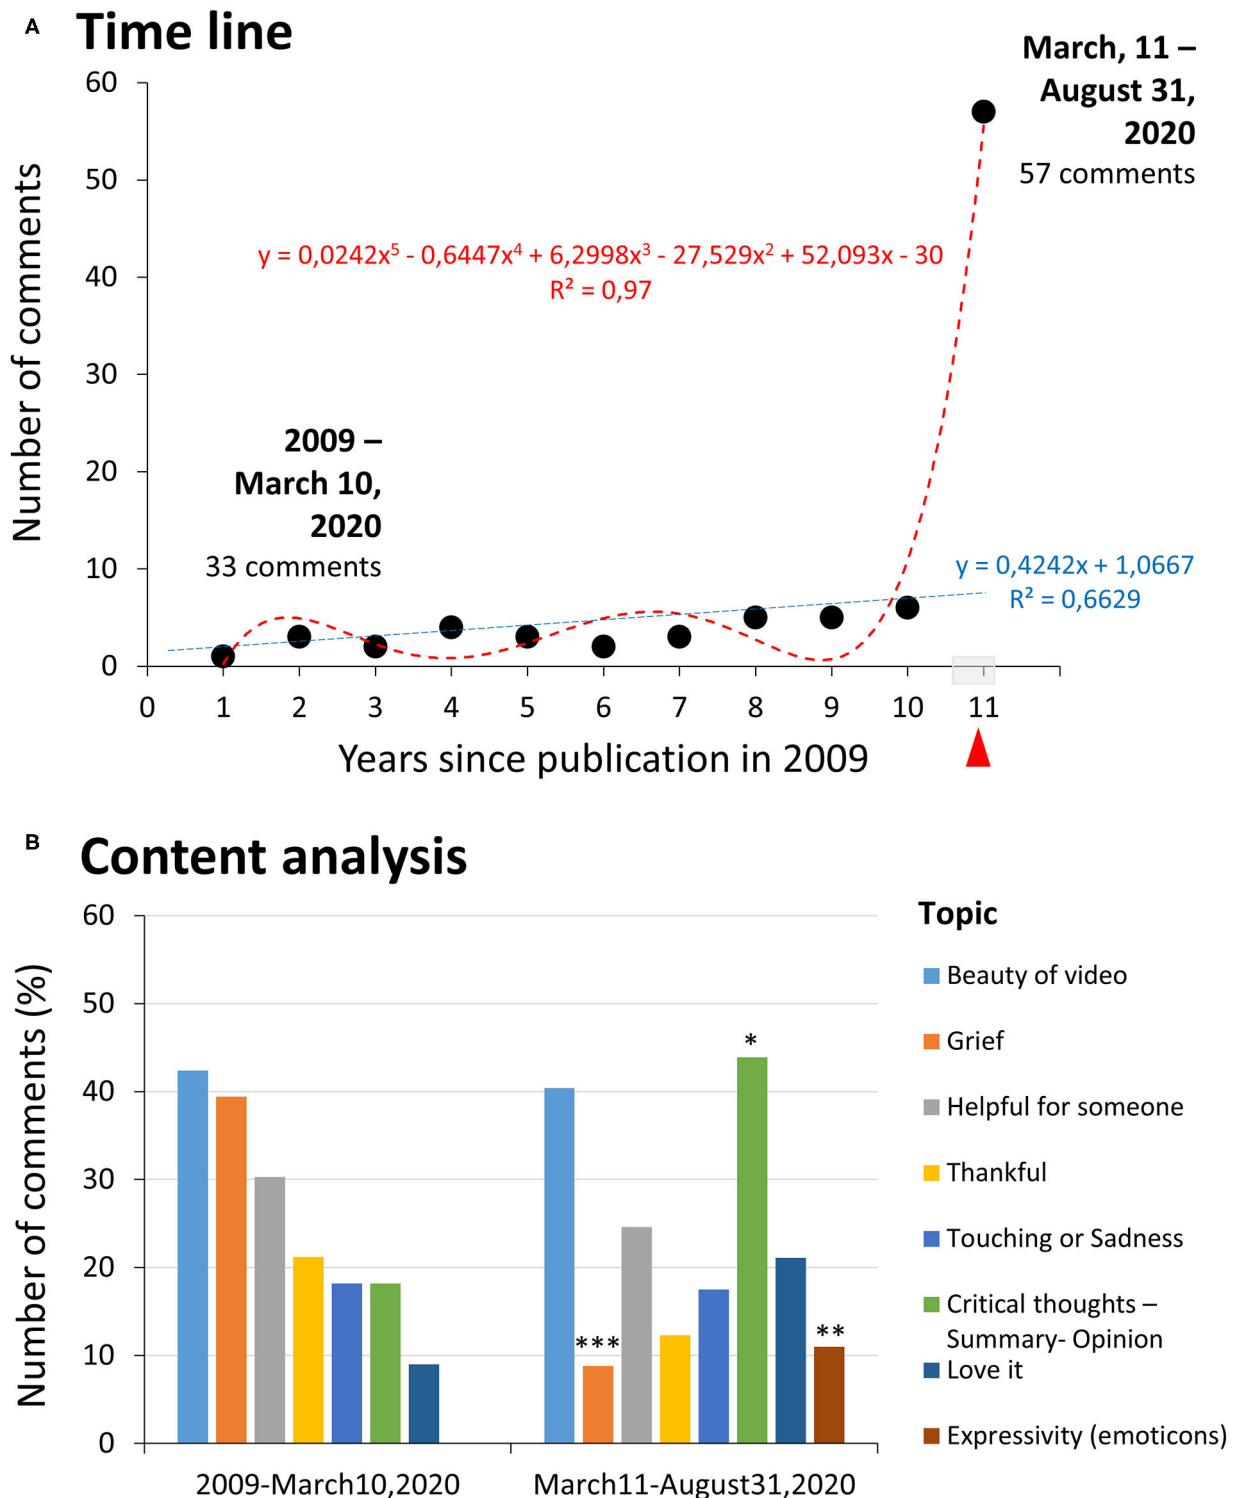 A
Time line
March, 11 –
August 31,
2020
57 comments
60
50
40
30
20
10
0
Number of comments
y = 0,0242x⁵ - 0,6447x⁴ + 6,2998x³ - 27,529x² + 52,093x - 30
R² = 0,97
2009 –
March 10,
2020
33 comments
y = 0,4242x + 1,0667
R² = 0,6629
0 1 2 3 4 5 6 7 8 9 10 11
Years since publication in 2009
B
Content analysis
60
50
40
30
20
10
0
Number of comments (%)
*
***
**
2009-March10,2020
March11-August31,2020
Topic
Beauty of video
Grief
Helpful for someone
Thankful
Touching or Sadness
Critical thoughts –
Summary- Opinion
Love it
Expressivity (emoticons)